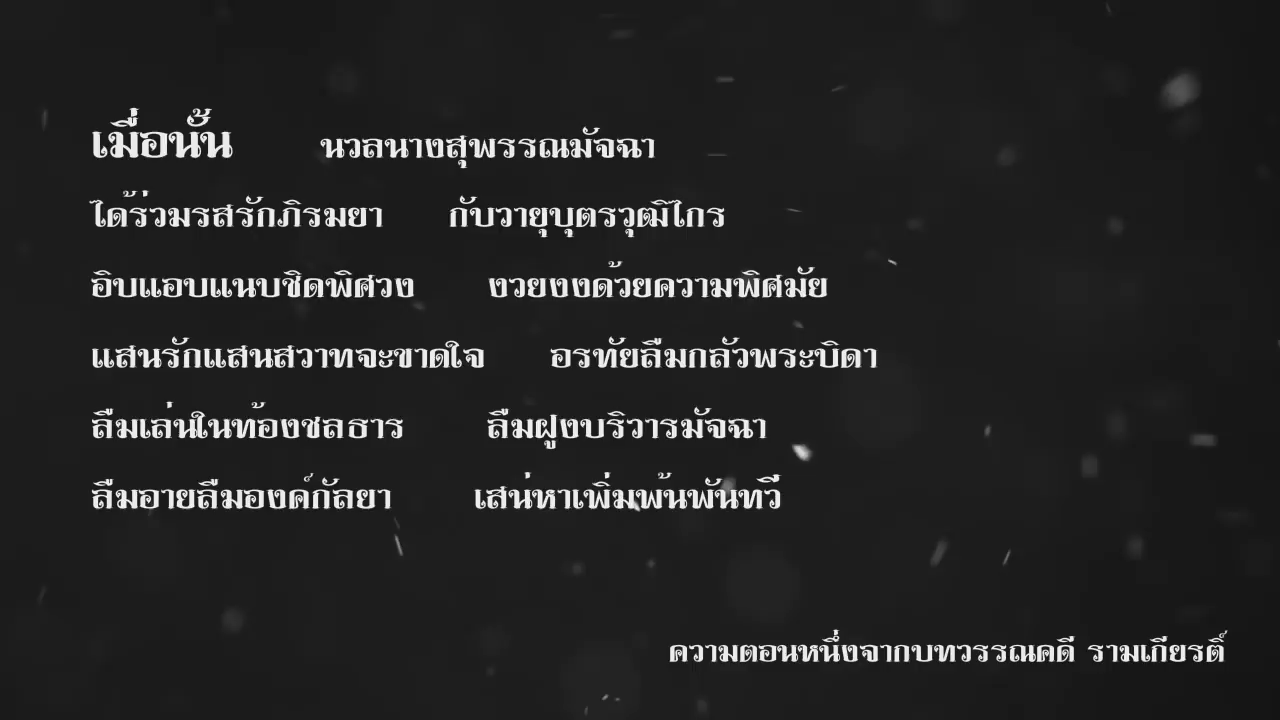 เมื่อนั้น นวลนางสุพรรณมัจฉา
ได้ร่วมรสรักภิรมยา กับวายุบุตรวุฒิไกร
อิบแอบแนบชิดพิศวง งวยงงด้วยความพิศมัย
แสนรักแสนสวาทจะขาดใจ อรทัยลืมกลัวพระบิดา
ลืมเล่นในท้องชลธาร ลืมฝูงบริวารมัจฉา
ลืมอายลืมองค์กัลยา เสน่หาเพิ่มพ้นพันทวี
ความตอนหนึ่งจากบทวรรณคดี รามเกียรติ์